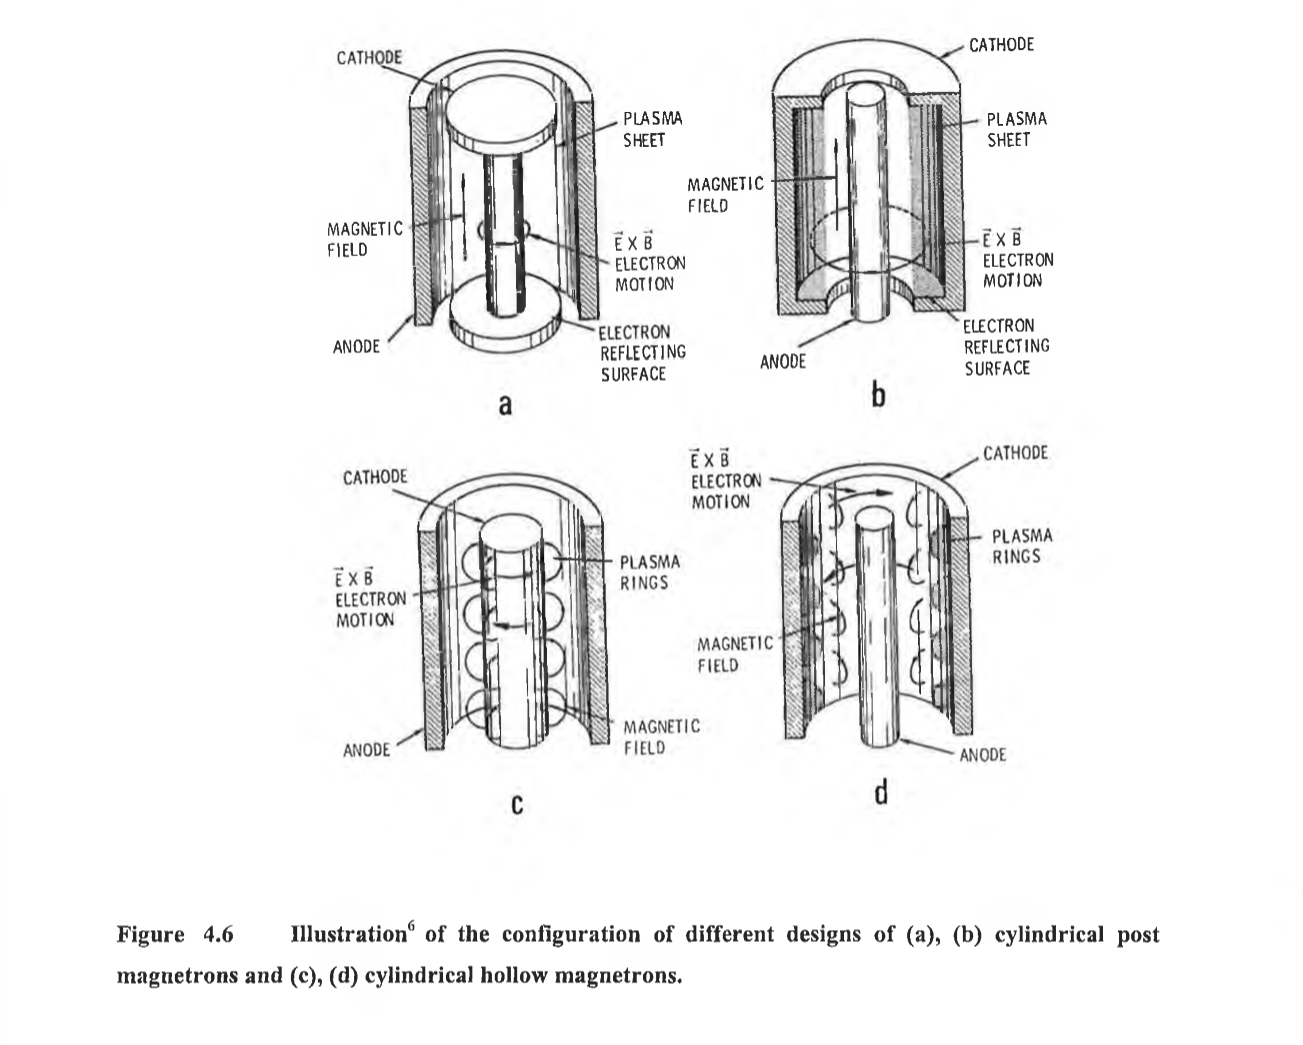 CATHODE
PLASMA
SHEET
MAGNETIC
FIELD
E⃗ X B⃗
ELECTRON
MOTION
ANODE
ELECTRON
REFLECTING
SURFACE
a
CATHODE
PLASMA
SHEET
MAGNETIC
FIELD
E⃗ X B⃗
ELECTRON
MOTION
ELECTRON
REFLECTING
SURFACE
ANODE
b
CATHODE
PLASMA
RINGS
E⃗ X B⃗
ELECTRON
MOTION
MAGNETIC
FIELD
ANODE
c
E⃗ X B⃗
ELECTRON
MOTION
CATHODE
PLASMA
RINGS
MAGNETIC
FIELD
ANODE
d
Figure 4.6 Illustration⁶ of the configuration of different designs of (a), (b) cylindrical post
magnetrons and (c), (d) cylindrical hollow magnetrons.